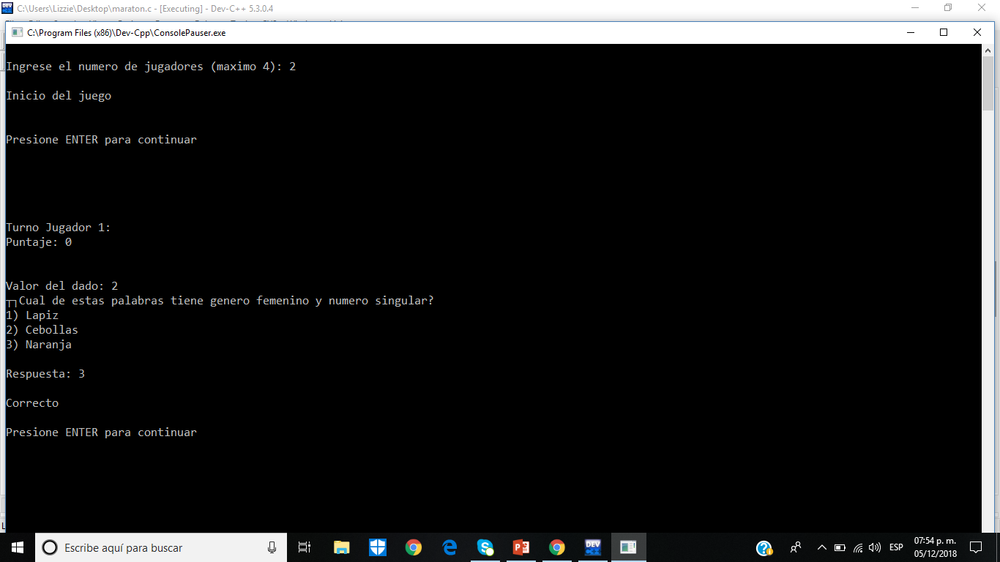 C:\Users\Lizzie\Desktop\maraton.c - [Executing] - Dev-C++ 5.3.0.4
C:\Program Files (x86)\Dev-Cpp\ConsolePauser.exe
Ingrese el numero de jugadores (maximo 4): 2
Inicio del juego
Presione ENTER para continuar
Turno Jugador 1:
Puntaje: 0
Valor del dado: 2
┬┐Cual de estas palabras tiene genero femenino y numero singular?
1) Lapiz
2) Cebollas
3) Naranja
Respuesta: 3
Correcto
Presione ENTER para continuar
Escribe aquí para buscar
DEV
ESP
07:54 p. m.
05/12/2018